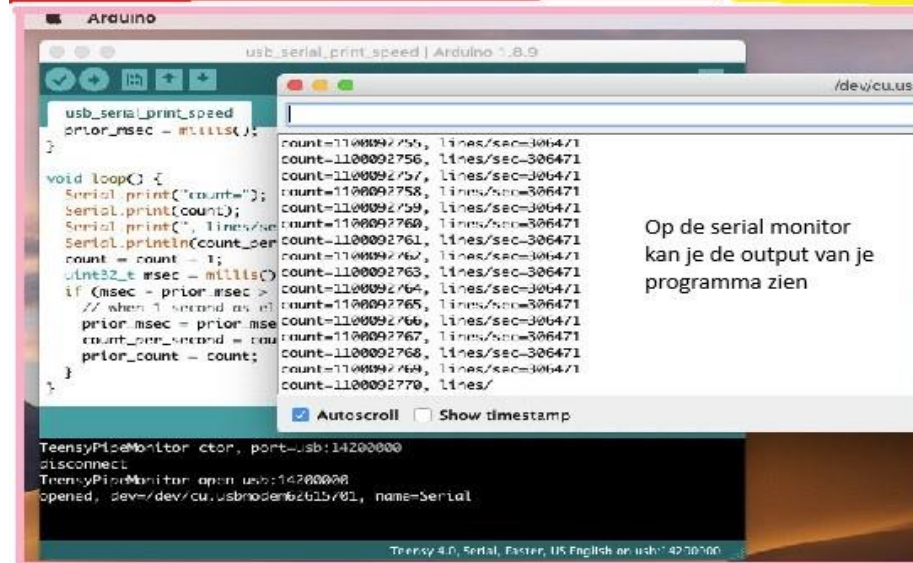 Arduino
usb_serial_print_speed | Arduino 1.8.9
/dev/cu.us
usb_serial_print_speed
prior_msec = millis();
}
void loop() {
Serial.print("count=");
Serial.print(count);
Serial.print(", lines/se
Serial.println(count_per
count = count + 1;
uint32_t msec = millis()
if (msec - prior_msec >
// when 1 second as el
prior_msec = prior_mse
count_per_second = cou
prior_count = count;
}
}
count=1100092755, lines/sec=306471
count=1100092756, lines/sec=306471
count=1100092757, lines/sec=306471
count=1100092758, lines/sec=306471
count=1100092759, lines/sec=306471
count=1100092760, lines/sec=306471
count=1100092761, lines/sec=306471
count=1100092762, lines/sec=306471
count=1100092763, lines/sec=306471
count=1100092764, lines/sec=306471
count=1100092765, lines/sec=306471
count=1100092766, lines/sec=306471
count=1100092767, lines/sec=306471
count=1100092768, lines/sec=306471
count=1100092769, lines/sec=306471
count=1100092770, lines/
Op de serial monitor
kan je de output van je
programma zien
Autoscroll Show timestamp
TeensyPipeMonitor ctor, port=usb:14200000
disconnect
TeensyPipeMonitor open usb:14200000
opened, dev=/dev/cu.usbmodem62615701, name=Serial
Teensy 4.0, Serial, Faster, US English on usb:14200000